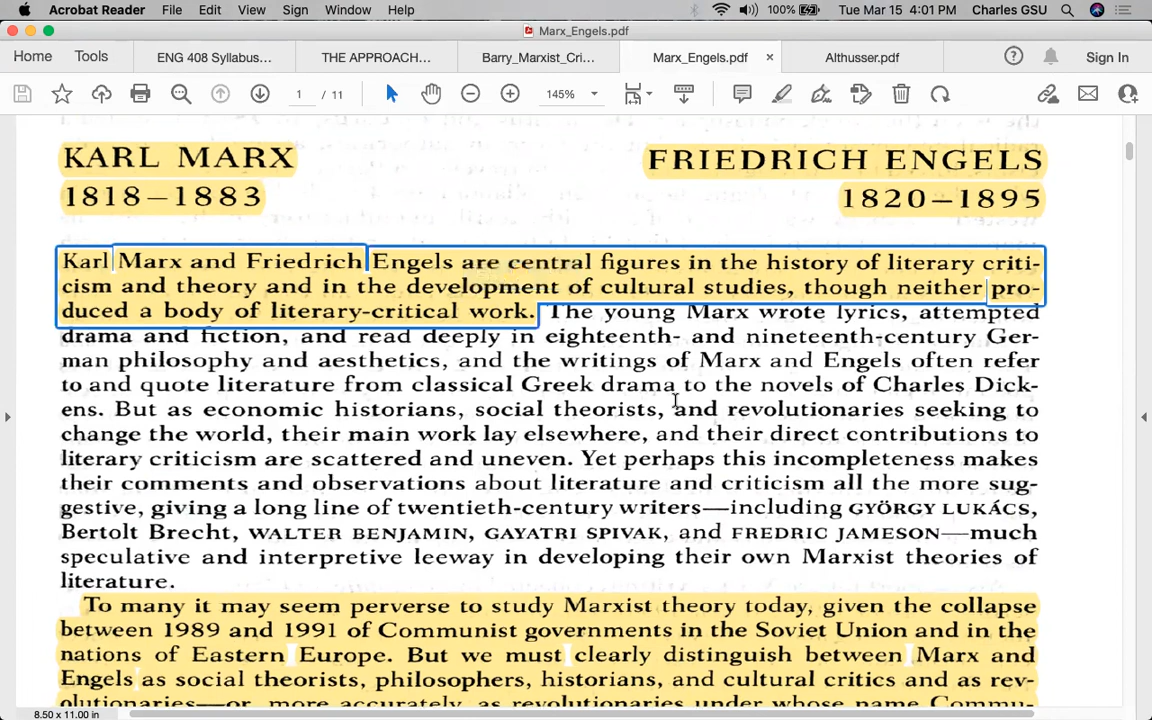 Acrobat Reader File Edit View Sign Window Help 100% Tue Mar 15 4:01 PM Charles GSU
Marx_Engels.pdf
Home Tools ENG 408 Syllabus... THE APPROACH... Barry_Marxist_Cri... Marx_Engels.pdf × Althusser.pdf Sign In
1 / 11 145%
KARL MARX FRIEDRICH ENGELS
1818–1883 1820–1895
Karl Marx and Friedrich Engels are central figures in the history of literary criti-
cism and theory and in the development of cultural studies, though neither pro-
duced a body of literary-critical work. The young Marx wrote lyrics, attempted
drama and fiction, and read deeply in eighteenth- and nineteenth-century Ger-
man philosophy and aesthetics, and the writings of Marx and Engels often refer
to and quote literature from classical Greek drama to the novels of Charles Dick-
ens. But as economic historians, social theorists, and revolutionaries seeking to
change the world, their main work lay elsewhere, and their direct contributions to
literary criticism are scattered and uneven. Yet perhaps this incompleteness makes
their comments and observations about literature and criticism all the more sug-
gestive, giving a long line of twentieth-century writers—including GYÖRGY LUKÁCS,
Bertolt Brecht, WALTER BENJAMIN, GAYATRI SPIVAK, and FREDRIC JAMESON—much
speculative and interpretive leeway in developing their own Marxist theories of
literature.
To many it may seem perverse to study Marxist theory today, given the collapse
between 1989 and 1991 of Communist governments in the Soviet Union and in the
nations of Eastern Europe. But we must clearly distinguish between Marx and
Engels as social theorists, philosophers, historians, and cultural critics and as rev-
olutionaries—or, more accurately, as revolutionaries under whose name Commu-
8.50 x 11.00 in